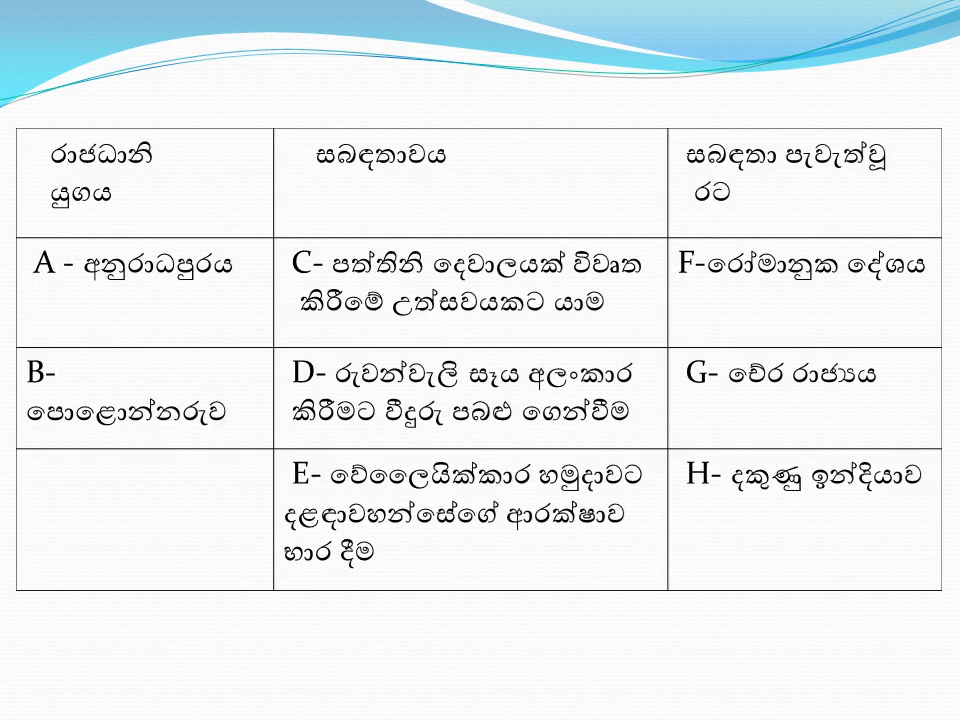 රාජධානි
යුගය
සබඳතාවය
සබඳතා පැවැත්වූ
රට
A - අනුරාධපුරය
C- පත්තිනි දෙවාලයක් විවෘත
කිරීමේ උත්සවයකට යාම
F-රෝමානුක දේශය
B-
පොළොන්නරුව
D- රුවන්වැලි සෑය අලංකාර
කිරීමට වීදුරු පබළු ගෙන්වීම
G- චේර රාජ්‍යය
E- වේලෛයික්කාර හමුදාවට
දළඳාවහන්සේගේ ආරක්ෂාව
භාර දීම
H- දකුණු ඉන්දියාව